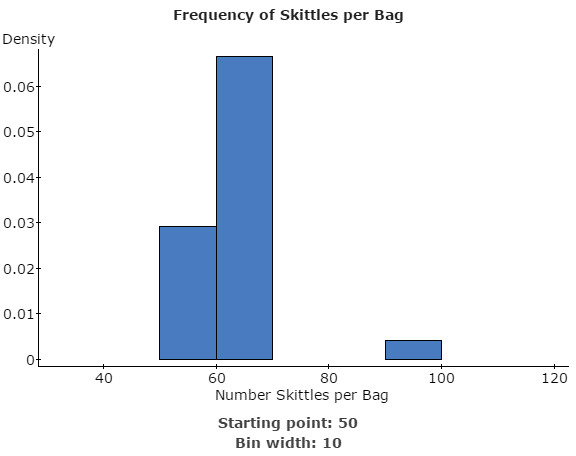 Frequency of Skittles per Bag
Density
0.06
0.05
0.04
0.03
0.02
0.01
0
40 60 80 100 120
Number Skittles per Bag
Starting point: 50
Bin width: 10